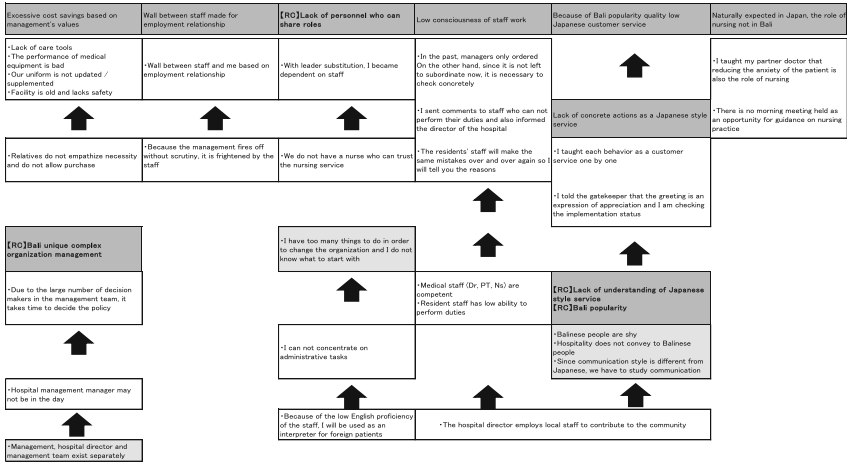 Excessive cost savings based on
management's values
Wall between staff made for
employment relationship
【RC】Lack of personnel who can
share roles
Low consciousness of staff work
Because of Bali popularity quality low
Japanese customer service
Naturally expected in Japan, the role of
nursing not in Bali
・Lack of care tools
・The performance of medical
equipment is bad
・Our uniform is not updated /
supplemented
・Facility is old and lacks safety
・Wall between staff and me based on
employment relationship
・With leader substitution, I became
dependent on staff
・In the past, managers only ordered
On the other hand, since it is not left
to subordinate now, it is necessary to
check concretely
・I taught my partner doctor that
reducing the anxiety of the patient is
also the role of nursing
・I sent comments to staff who can not
perform their duties and also informed
the director of the hospital
Lack of concrete actions as a Japanese style
service
・There is no morning meeting held as
an opportunity for guidance on nursing
practice
・Relatives do not empathize necessity
and do not allow purchase
・Because the management fires off
without scrutiny, it is frightened by the
staff
・We do not have a nurse who can trust
the nursing service
・The residents' staff will make the
same mistakes over and over again so I
will tell you the reasons
・I taught each behavior as a customer
service one by one
・I told the gatekeeper that the greeting is an
expression of appreciation and I am checking
the implementation status
【RC】Bali unique complex
organization management
・I have too many things to do in order
to change the organization and I do not
know what to start with
・Due to the large number of decision
makers in the management team, it
takes time to decide the policy
・Medical staff (Dr, PT, Ns) are
competent
・Resident staff has low ability to
perform duties
【RC】Lack of understanding of Japanese
style service
【RC】Bali popularity
・I can not concentrate on
administrative tasks
・Balinese people are shy
・Hospitality does not convey to Balinese
people
・Since communication style is different from
Japanese, we have to study communication
・Hospital management manager may
not be in the day
・Because of the low English proficiency
of the staff, I will be used as an
interpreter for foreign patients
・The hospital director employs local staff to contribute to the community
・Management, hospital director and
management team exist separately